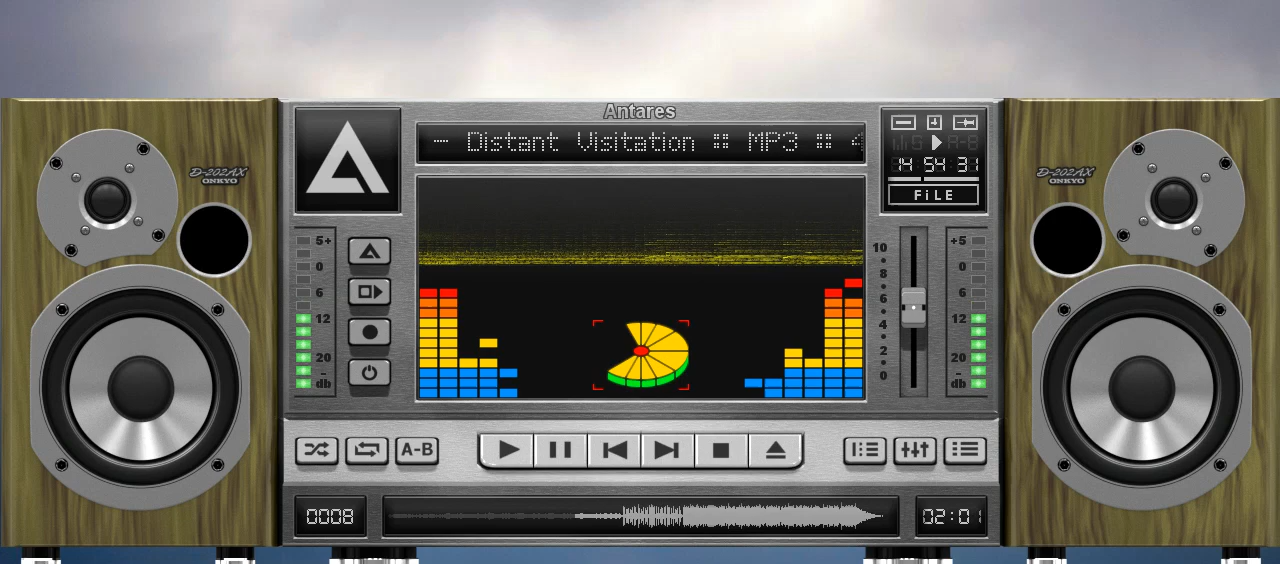 Antares
— Distant Visitation :: MP3 :: 4
A-B
14 54 31
FiLE
D-202AX
ONKYO
D-202AX
ONKYO
5+
0
6
12
20
-
db
10
8
6
4
2
0
+5
0
6
12
20
-
db
A-B
0008
02:01